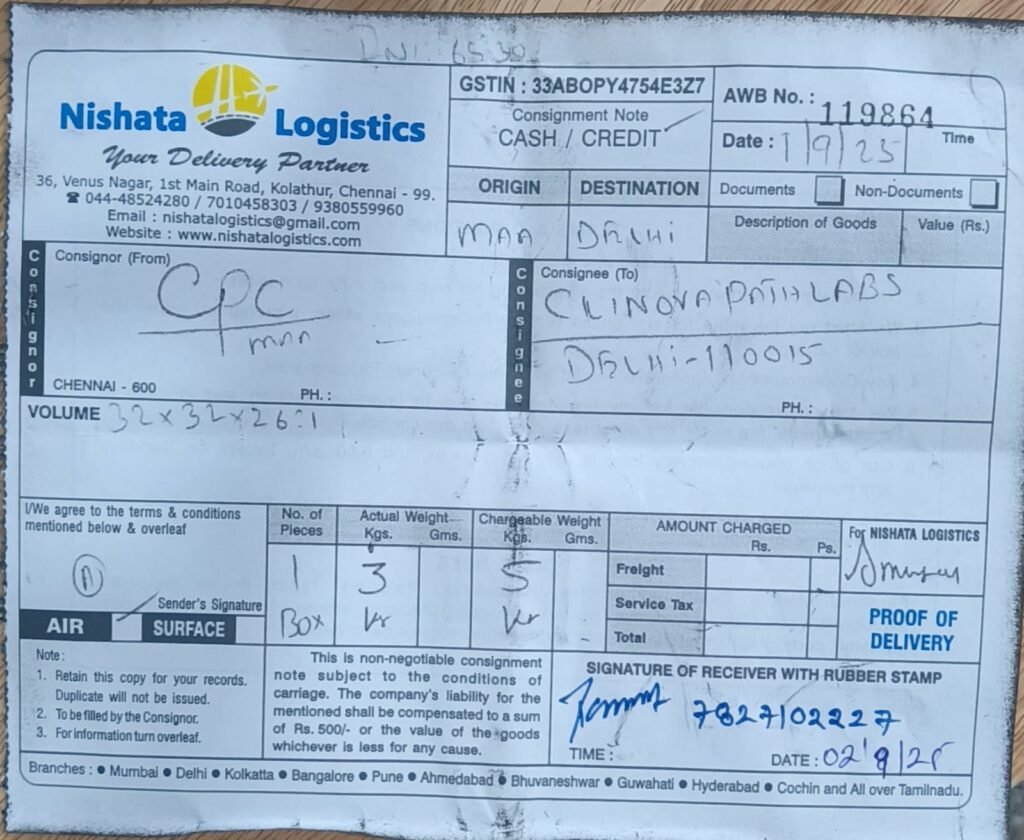 Nishata Logistics
Your Delivery Partner
36, Venus Nagar, 1st Main Road, Kolathur, Chennai - 99.
☎ 044-48524280 / 7010458303 / 9380559960
Email : nishatalogistics@gmail.com
Website : www.nishatalogistics.com
GSTIN : 33ABOPY4754E3Z7
Consignment Note
CASH / CREDIT
AWB No. : 119864
Date : 1/9/25 Time
ORIGIN DESTINATION
MAA DELHI
Documents Non-Documents
Description of Goods Value (Rs.)
Consignor
Consignor (From)
CPC
MAA
CHENNAI - 600 PH. :
Consignee
Consignee (To)
CLINOVA PATH LABS
DELHI-110015
PH. :
VOLUME 32x32x26:1
I/We agree to the terms & conditions
mentioned below & overleaf
Sender's Signature
AIR SURFACE
No. of Pieces
1
Box
Actual Weight
Kgs. Gms.
3
Chargeable Weight
Kgs. Gms.
5
AMOUNT CHARGED
Rs. Ps.
Freight
Service Tax
Total
For NISHATA LOGISTICS
PROOF OF
DELIVERY
Note :
1. Retain this copy for your records.
Duplicate will not be issued.
2. To be filled by the Consignor.
3. For information turn overleaf.
This is non-negotiable consignment
note subject to the conditions of
carriage. The company's liability for the
mentioned shall be compensated to a sum
of Rs. 500/- or the value of the goods
whichever is less for any cause.
SIGNATURE OF RECEIVER WITH RUBBER STAMP
7827102227
TIME : DATE : 02/9/25
Branches : ● Mumbai ● Delhi ● Kolkatta ● Bangalore ● Pune ● Ahmedabad ● Bhuvaneshwar ● Guwahati ● Hyderabad ● Cochin and All over Tamilnadu.